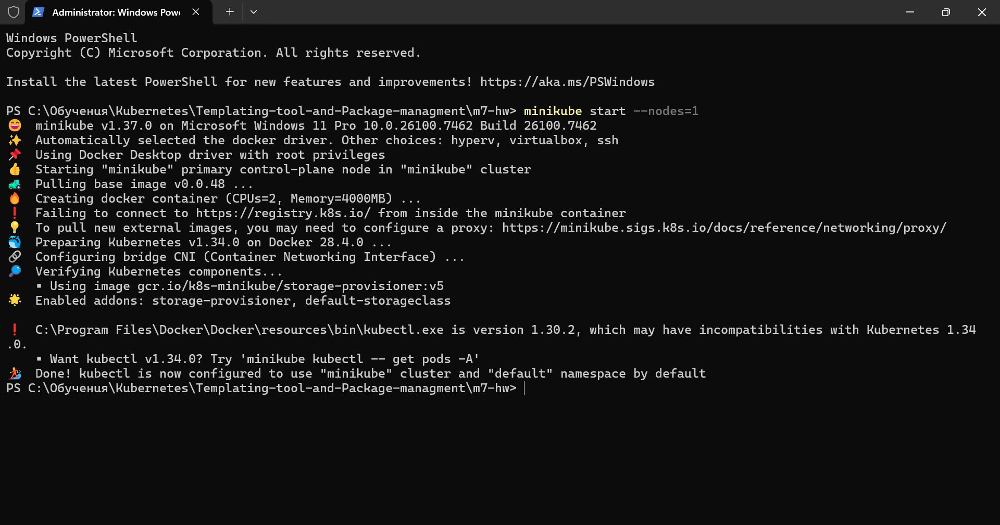 Administrator: Windows Pow
Windows PowerShell
Copyright (C) Microsoft Corporation. All rights reserved.
Install the latest PowerShell for new features and improvements! https://aka.ms/PSWindows
PS C:\Обучения\Kubernetes\Templating-tool-and-Package-managment\m7-hw> minikube start --nodes=1
😄  minikube v1.37.0 on Microsoft Windows 11 Pro 10.0.26100.7462 Build 26100.7462
✨  Automatically selected the docker driver. Other choices: hyperv, virtualbox, ssh
📌  Using Docker Desktop driver with root privileges
👍  Starting "minikube" primary control-plane node in "minikube" cluster
🚜  Pulling base image v0.0.48 ...
🔥  Creating docker container (CPUs=2, Memory=4000MB) ...
❗  Failing to connect to https://registry.k8s.io/ from inside the minikube container
💡  To pull new external images, you may need to configure a proxy: https://minikube.sigs.k8s.io/docs/reference/networking/proxy/
🐳  Preparing Kubernetes v1.34.0 on Docker 28.4.0 ...
🔗  Configuring bridge CNI (Container Networking Interface) ...
🔎  Verifying Kubernetes components...
▪ Using image gcr.io/k8s-minikube/storage-provisioner:v5
🌟  Enabled addons: storage-provisioner, default-storageclass
❗  C:\Program Files\Docker\Docker\resources\bin\kubectl.exe is version 1.30.2, which may have incompatibilities with Kubernetes 1.34
.0.
▪ Want kubectl v1.34.0? Try 'minikube kubectl -- get pods -A'
🏄  Done! kubectl is now configured to use "minikube" cluster and "default" namespace by default
PS C:\Обучения\Kubernetes\Templating-tool-and-Package-managment\m7-hw>